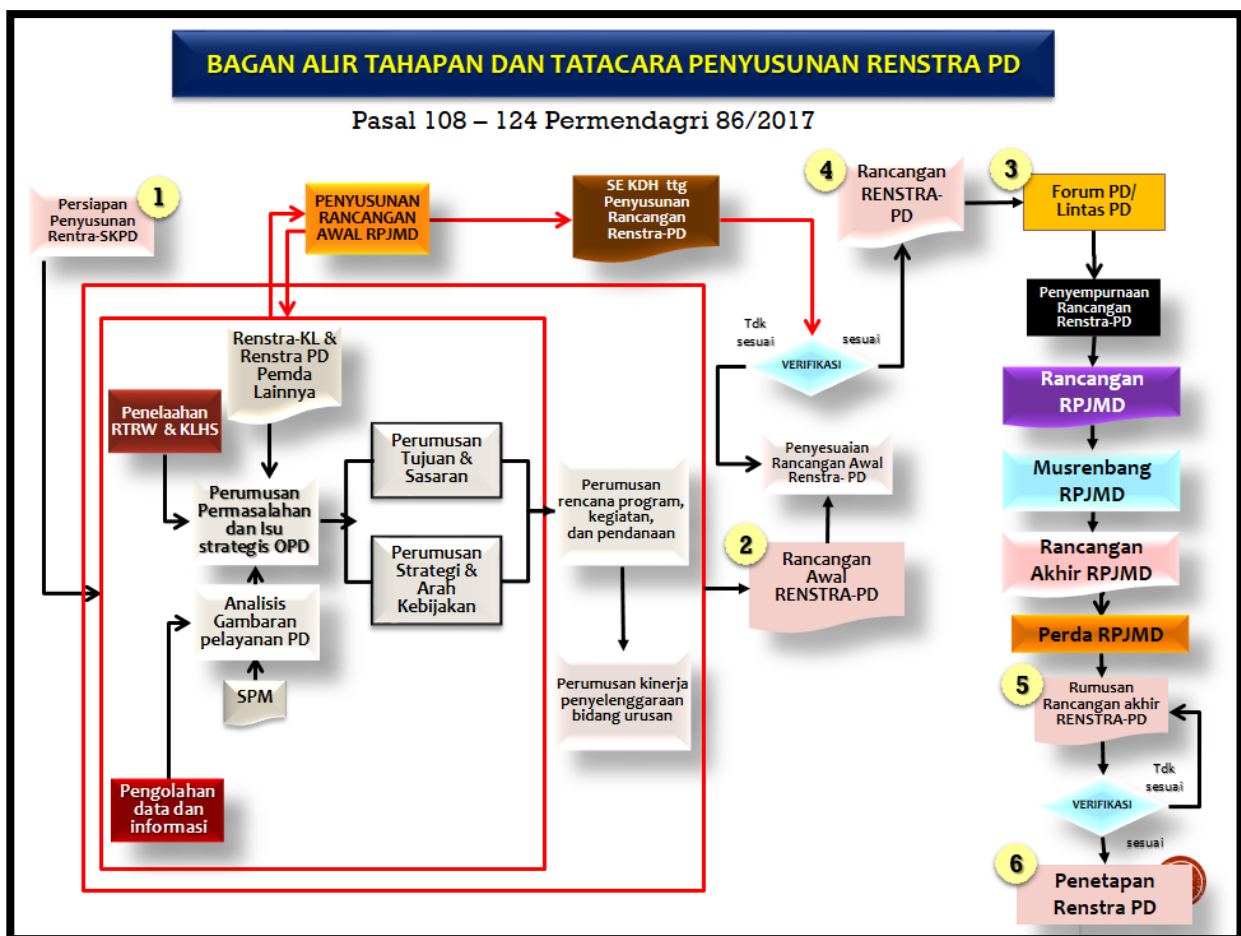 BAGAN ALIR TAHAPAN DAN TATACARA PENYUSUNAN RENSTRA PD
Pasal 108 – 124 Permendagri 86/2017
1
Persiapan
Penyusunan
Rentra-SKPD
PENYUSUNAN
RANCANGAN
AWAL RPJMD
SE KDH ttg
Penyusunan
Rancangan
Renstra-PD
4
Rancangan
RENSTRA-
PD
3
Forum PD/
Lintas PD
Penyempurnaan
Rancangan
Renstra-PD
Tdk
sesuai
sesuai
VERIFIKASI
Renstra-KL &
Renstra PD
Pemda
Lainnya
Penelaahan
RTRW & KLHS
Perumusan
Permasalahan
dan Isu
strategis OPD
Perumusan
Tujuan &
Sasaran
Perumusan
Strategi &
Arah
Kebijakan
Analisis
Gambaran
pelayanan PD
SPM
Pengolahan
data dan
informasi
Perumusan
rencana program,
kegiatan,
dan pendanaan
Perumusan kinerja
penyelenggaraan
bidang urusan
Penyesuaian
Rancangan Awal
Renstra- PD
2
Rancangan
Awal
RENSTRA-PD
Rancangan
RPJMD
Musrenbang
RPJMD
Rancangan
Akhir RPJMD
Perda RPJMD
5
Rumusan
Rancangan akhir
RENSTRA-PD
Tdk
sesuai
VERIFIKASI
sesuai
6
Penetapan
Renstra PD